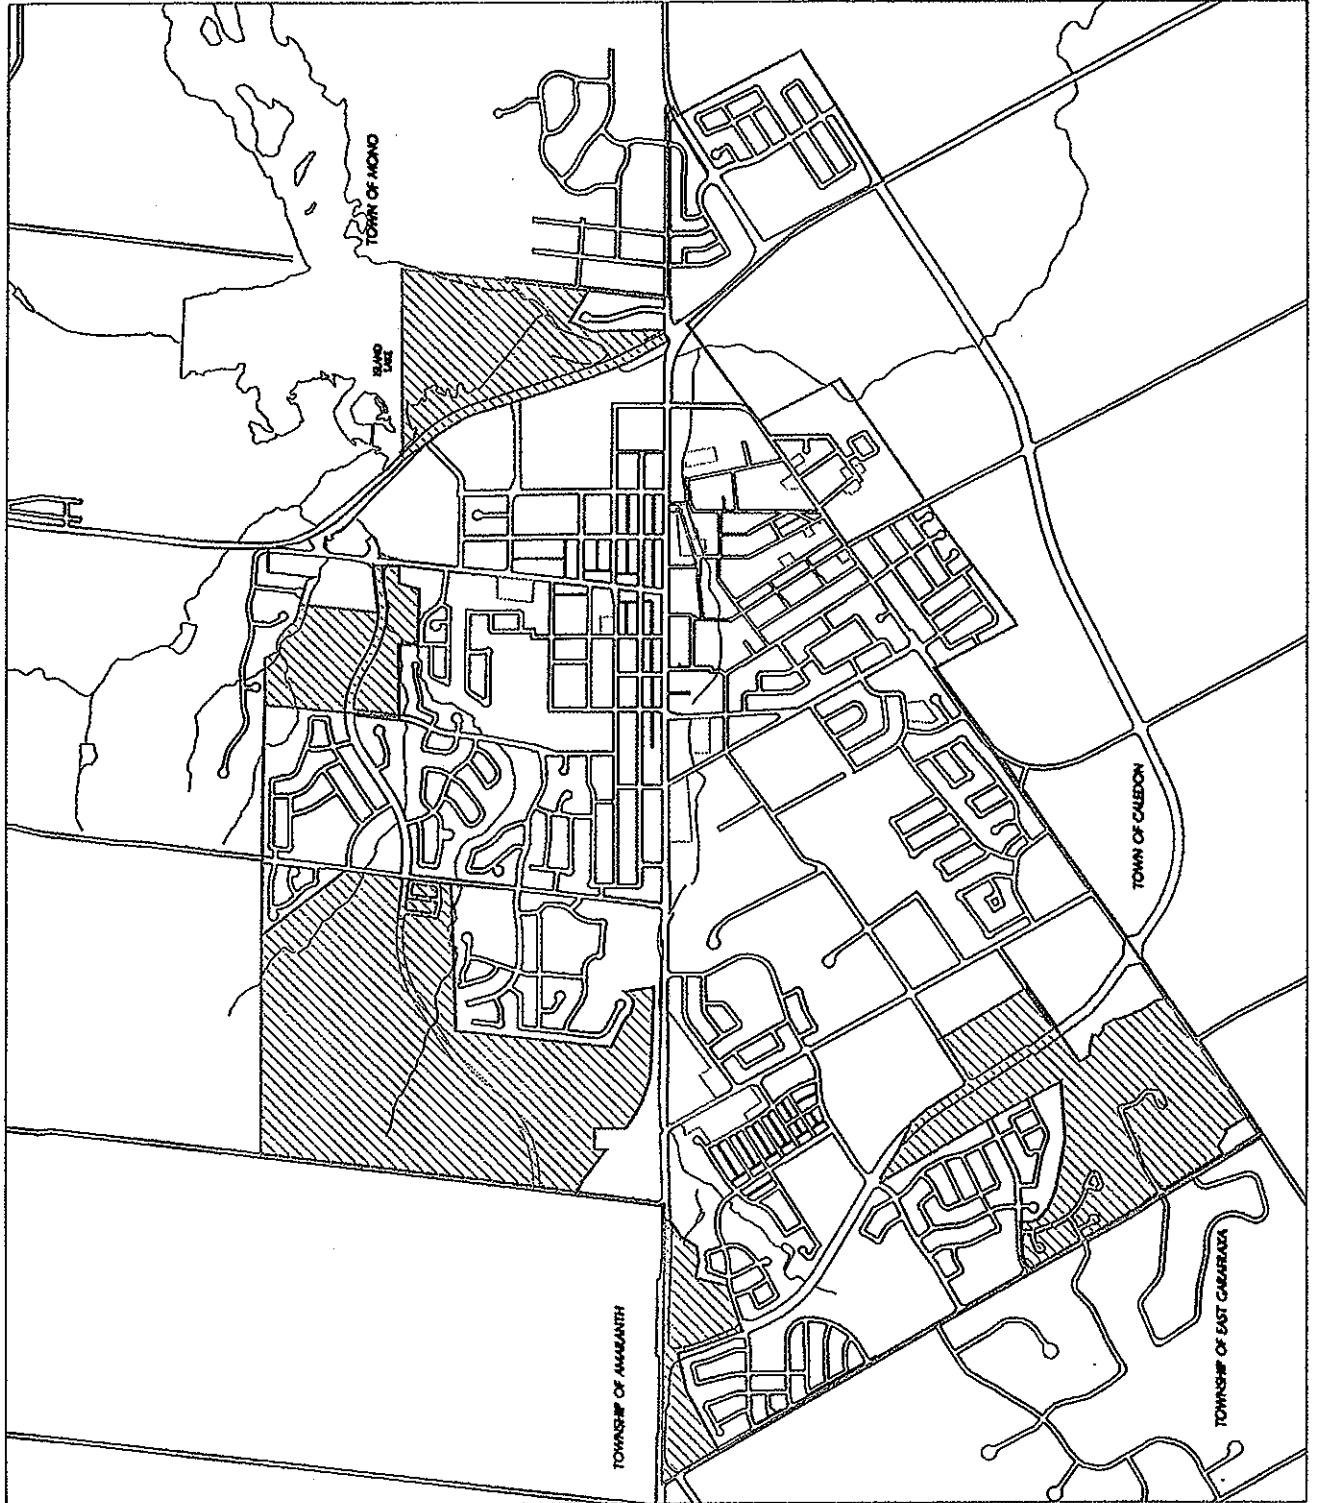 TOWN OF MONO
ISLAND
LAKE
TOWN OF CALEDON
TOWNSHIP OF AMARANTH
TOWNSHIP OF EAST GARAFRAXA